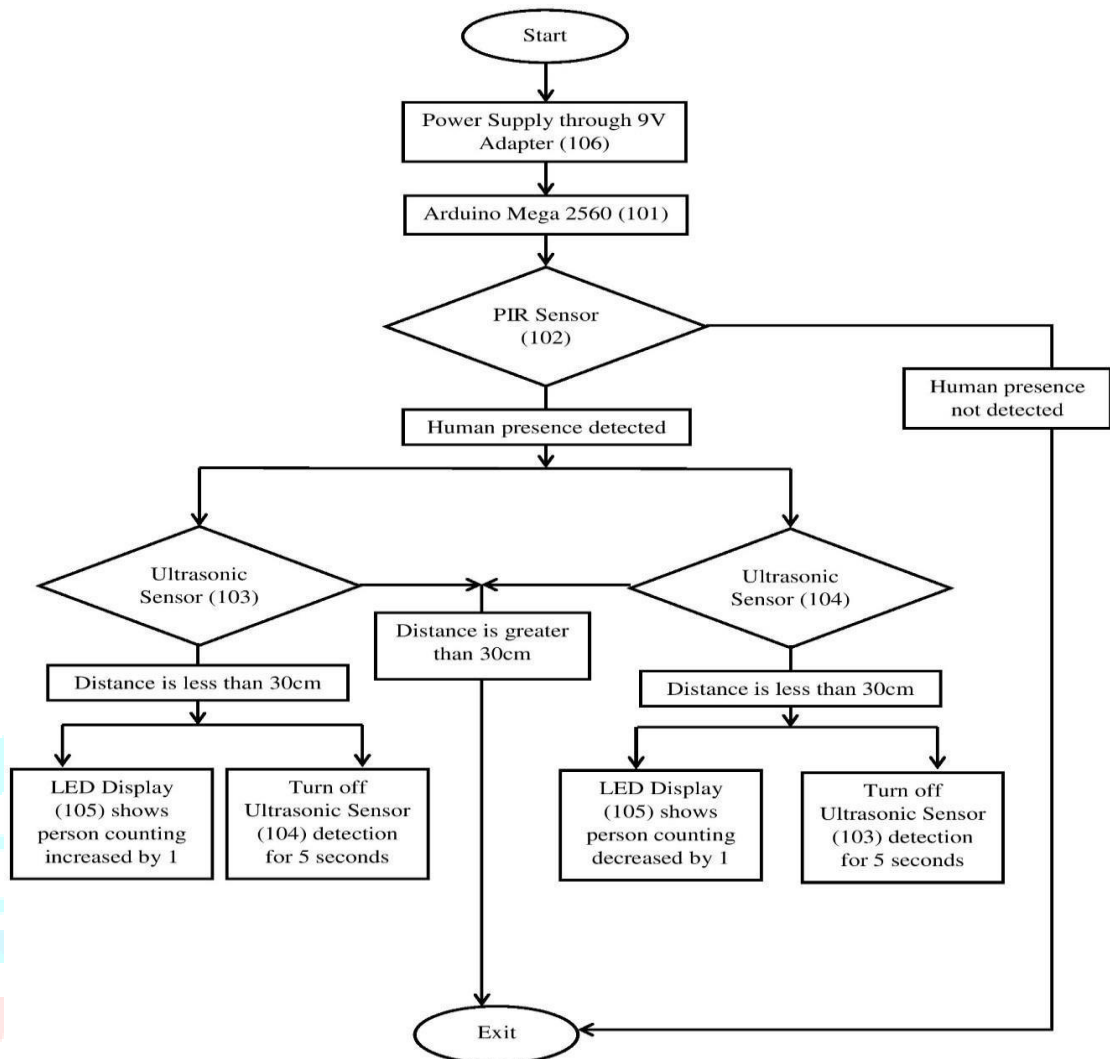 Start
Power Supply through 9V
Adapter (106)
Arduino Mega 2560 (101)
PIR Sensor
(102)
Human presence
not detected
Human presence detected
Ultrasonic
Sensor (103)
Ultrasonic
Sensor (104)
Distance is greater
than 30cm
Distance is less than 30cm
Distance is less than 30cm
LED Display
(105) shows
person counting
increased by 1
Turn off
Ultrasonic Sensor
(104) detection
for 5 seconds
LED Display
(105) shows
person counting
decreased by 1
Turn off
Ultrasonic Sensor
(103) detection
for 5 seconds
Exit